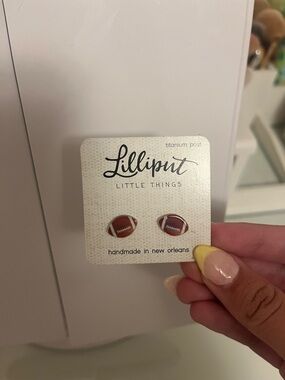 titanium post
Lilliput
LITTLE THINGS
handmade in new orleans